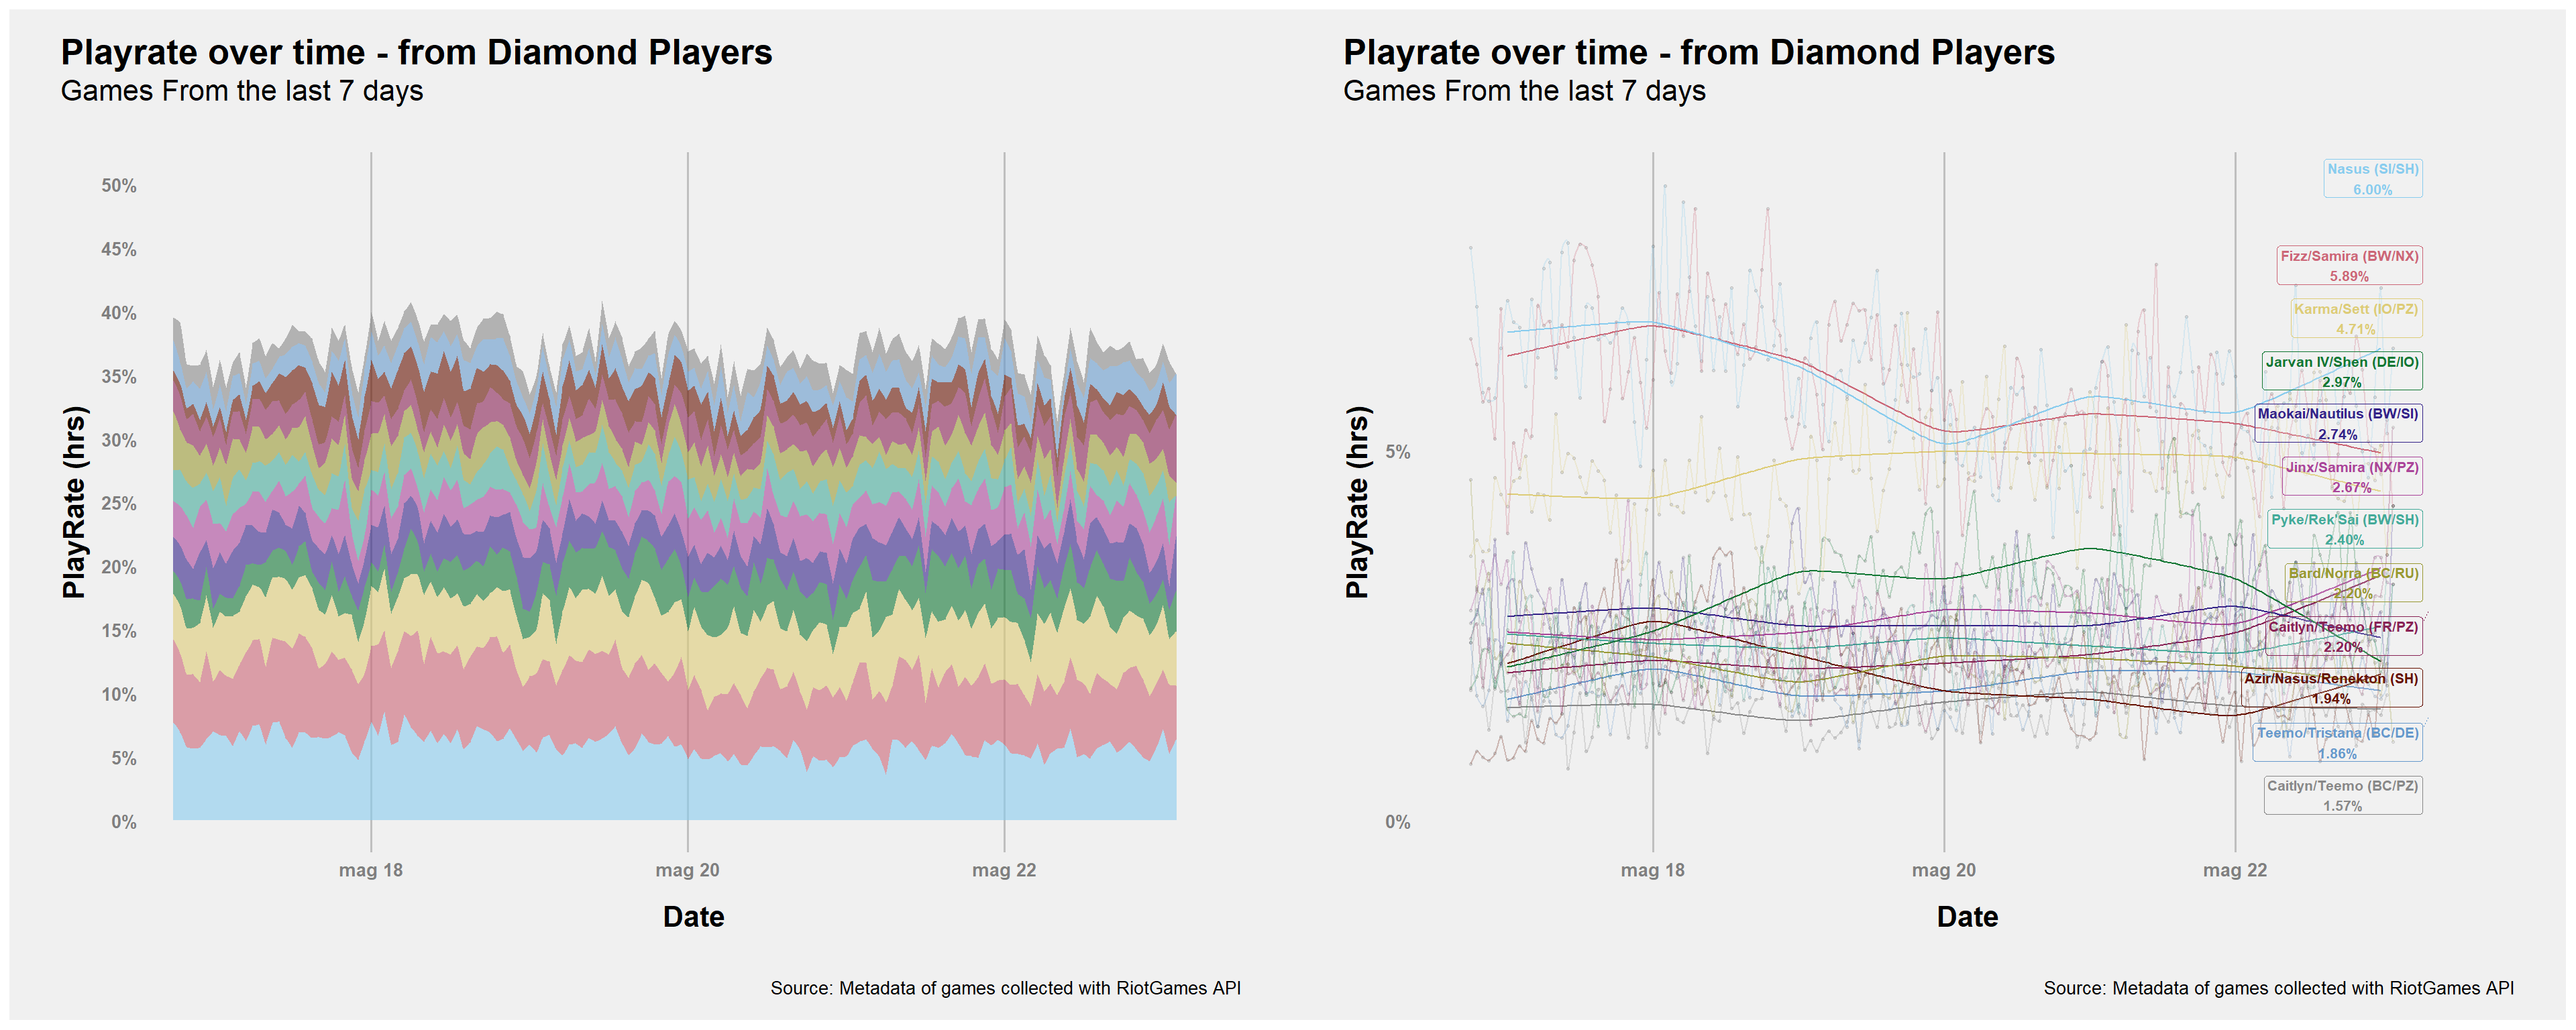 Playrate over time - from Diamond Players
Games From the last 7 days
PlayRate (hrs)
50%
45%
40%
35%
30%
25%
20%
15%
10%
5%
0%
mag 18
mag 20
mag 22
Date
Source: Metadata of games collected with RiotGames API
Playrate over time - from Diamond Players
Games From the last 7 days
PlayRate (hrs)
5%
0%
Nasus (SI/SH)
6.00%
Fizz/Samira (BW/NX)
5.89%
Karma/Sett (IO/PZ)
4.71%
Jarvan IV/Shen (DE/IO)
2.97%
Maokai/Nautilus (BW/SI)
2.74%
Jinx/Samira (NX/PZ)
2.67%
Pyke/Rek'Sai (BW/SH)
2.40%
Bard/Norra (BC/RU)
2.20%
Caitlyn/Teemo (FR/PZ)
2.20%
Azir/Nasus/Renekton (SH)
1.94%
Teemo/Tristana (BC/DE)
1.86%
Caitlyn/Teemo (BC/PZ)
1.57%
mag 18
mag 20
mag 22
Date
Source: Metadata of games collected with RiotGames API